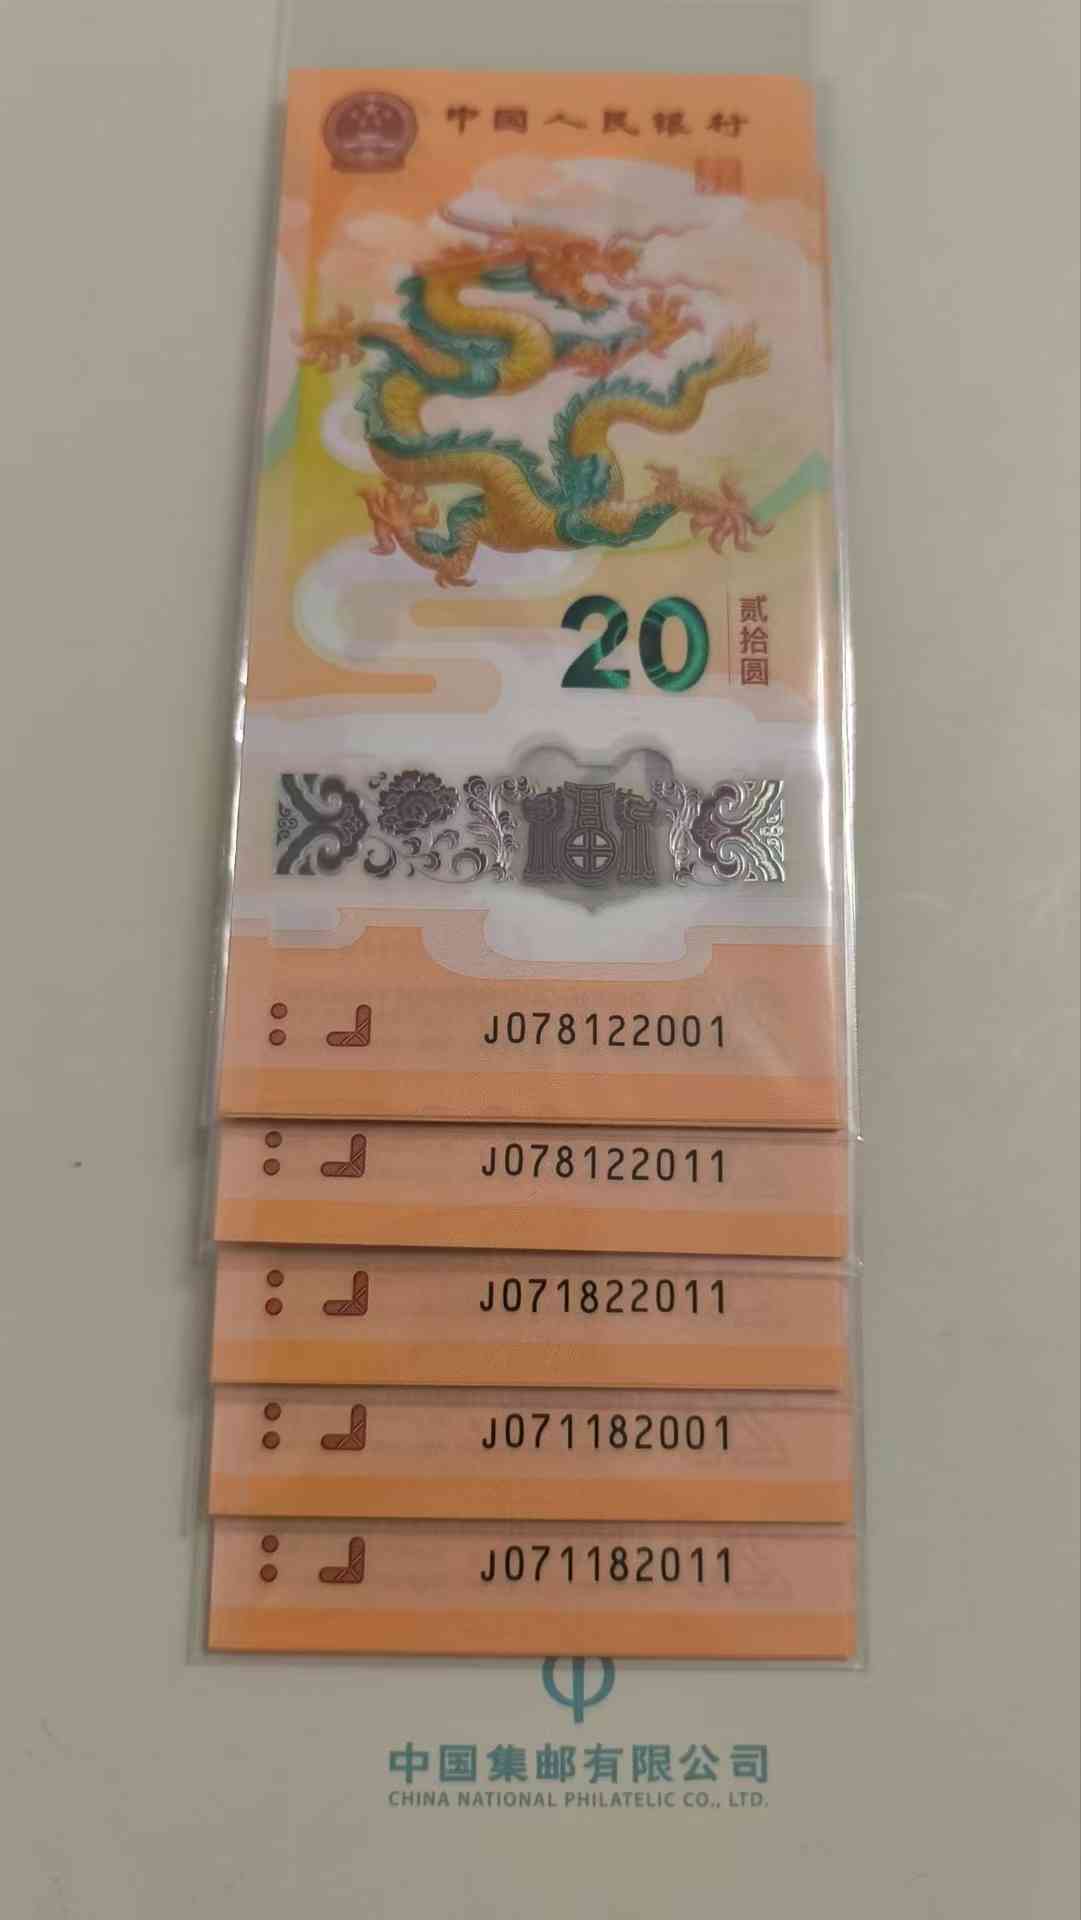 中国人民银行
20
贰拾圆
J078122001
J078122011
J071822011
J071182001
J071182011
中国集邮有限公司
CHINA NATIONAL PHILATELIC CO., LTD.